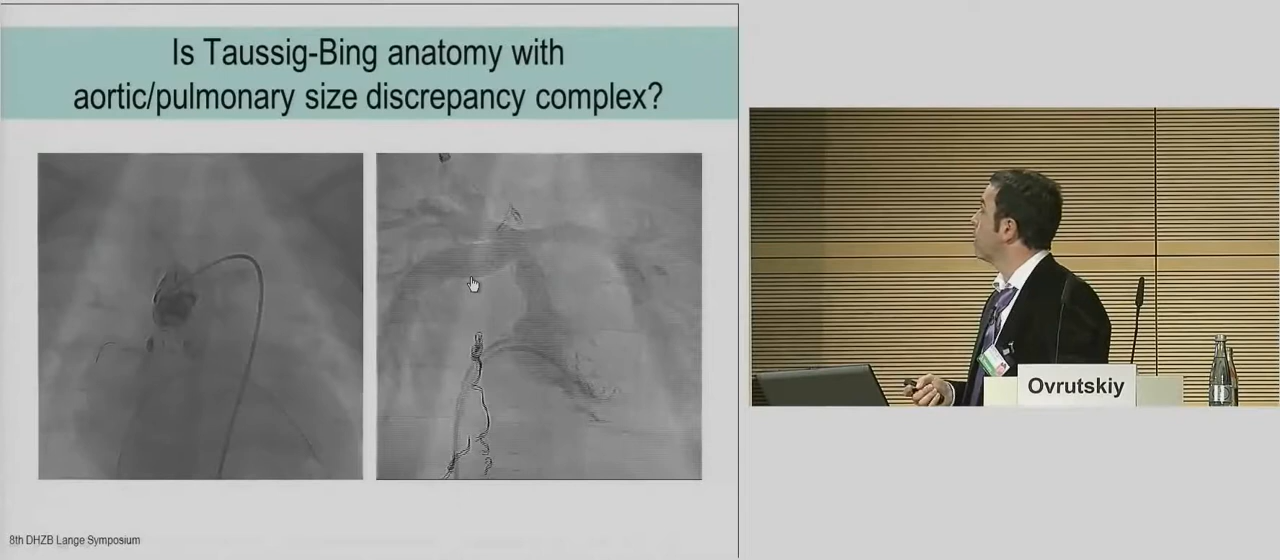 Is Taussig-Bing anatomy with
aortic/pulmonary size discrepancy complex?
8th DHZB Lange Symposium
Ovrutskiy